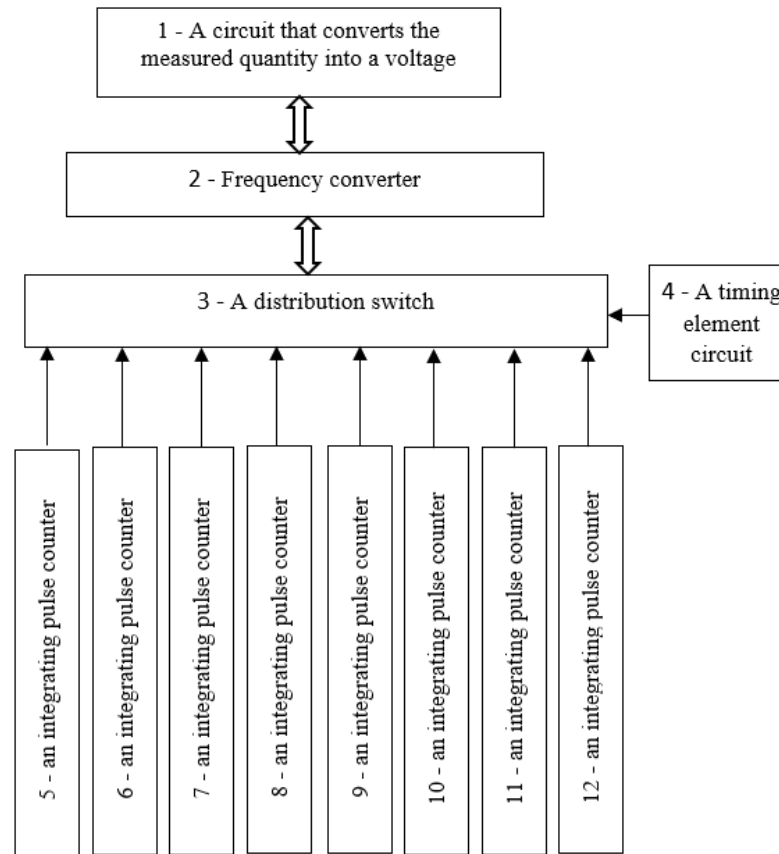 1 - A circuit that converts the
measured quantity into a voltage
2 - Frequency converter
3 - A distribution switch
4 - A timing
element
circuit
5 - an integrating pulse counter
6 - an integrating pulse counter
7 - an integrating pulse counter
8 - an integrating pulse counter
9 - an integrating pulse counter
10 - an integrating pulse counter
11 - an integrating pulse counter
12 - an integrating pulse counter